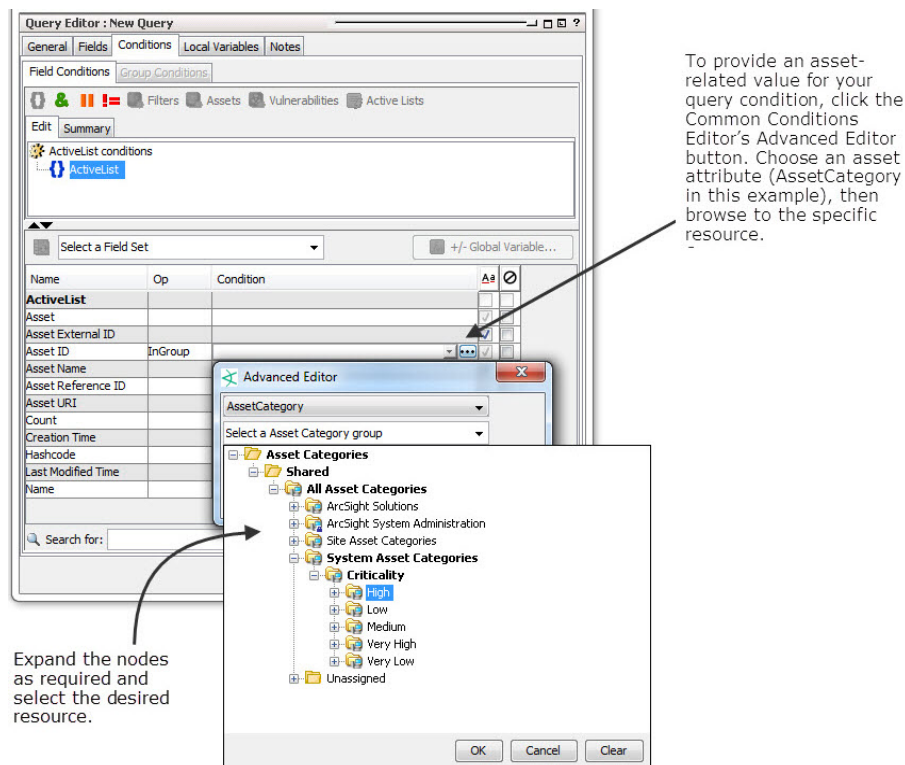 Query Editor : New Query
?
General Fields Conditions Local Variables Notes
Field Conditions Group Conditions
{} & != Filters Assets Vulnerabilities Active Lists
Edit Summary
ActiveList conditions
{} ActiveList
Select a Field Set
+/- Global Variable...
Name Op Condition Aa
ActiveList
Asset
Asset External ID
Asset ID InGroup ...
Asset Name
Asset Reference ID
Asset URI
Count
Creation Time
Hashcode
Last Modified Time
Name
Search for:
Advanced Editor
AssetCategory
Select a Asset Category group
Asset Categories
Shared
All Asset Categories
ArcSight Solutions
ArcSight System Administration
Site Asset Categories
System Asset Categories
Criticality
High
Low
Medium
Very High
Very Low
Unassigned
OK Cancel Clear
To provide an asset-
related value for your
query condition, click the
Common Conditions
Editor's Advanced Editor
button. Choose an asset
attribute (AssetCategory
in this example), then
browse to the specific
resource.
Expand the nodes
as required and
select the desired
resource.